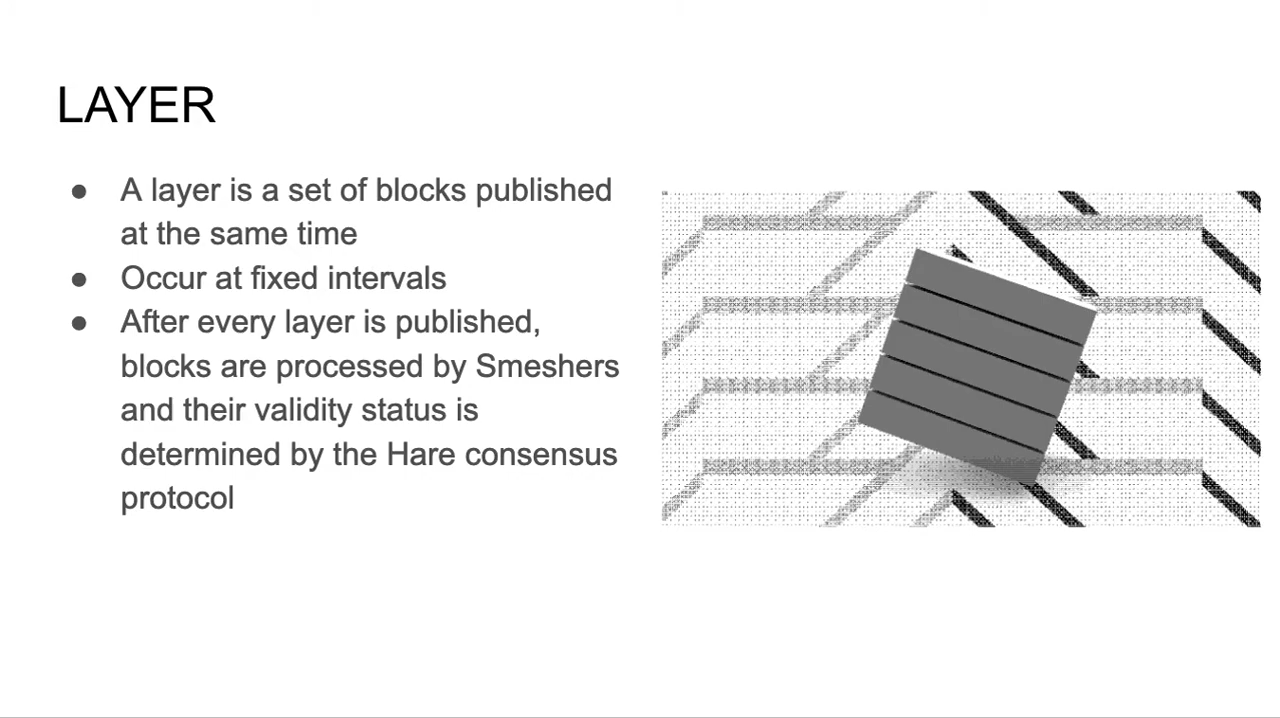 LAYER
● A layer is a set of blocks published
at the same time
● Occur at fixed intervals
● After every layer is published,
blocks are processed by Smeshers
and their validity status is
determined by the Hare consensus
protocol